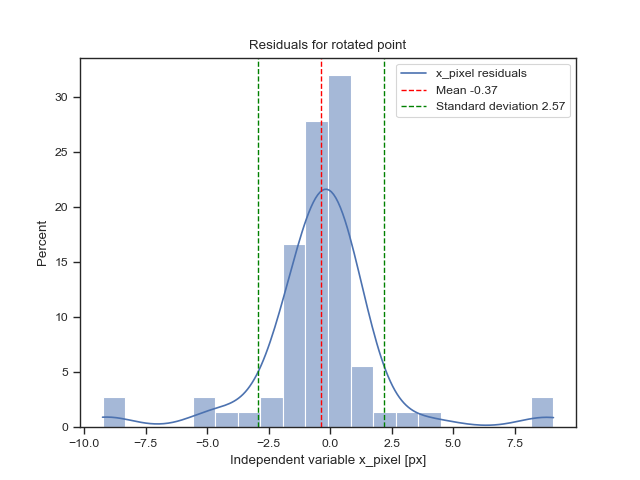 Residuals for rotated point
x_pixel residuals
Mean -0.37
Standard deviation 2.57
Percent
30
25
20
15
10
5
0
−10.0 −7.5 −5.0 −2.5 0.0 2.5 5.0 7.5
Independent variable x_pixel [px]